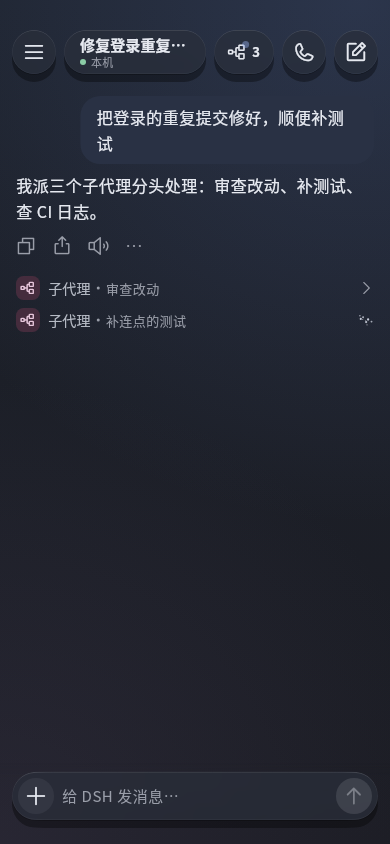 修复登录重复…
本机
3
把登录的重复提交修好，顺便补测
试
我派三个子代理分头处理：审查改动、补测试、
查 CI 日志。
子代理 · 审查改动
子代理 · 补连点的测试
给 DSH 发消息…